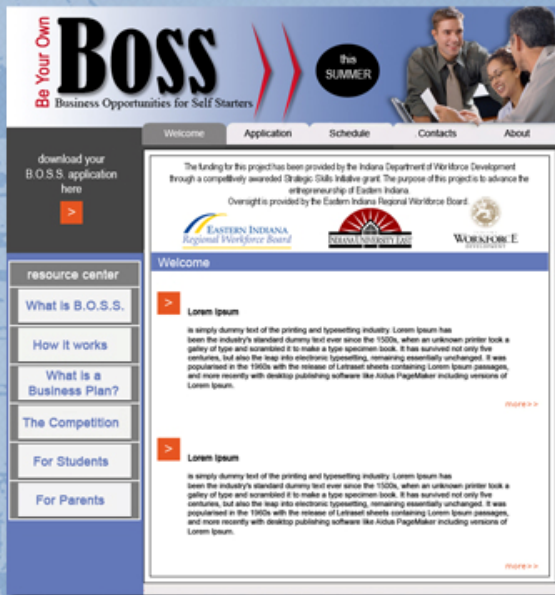 Be Your Own
Boss
Business Opportunities for Self Starters
this
SUMMER
Welcome
Application
Schedule
Contacts
About
download your
B.O.S.S. application
here
>
The funding for this project has been provided by the Indiana Department of Workforce Development
through a competitively awareded Strategic Skills Initiative grant. The purpose of this project is to advance the
entrepreneurship of Eastern Indiana.
Oversight is provided by the Eastern Indiana Regional Workforce Board.
EASTERN INDIANA
Regional Workforce Board
INDIANA UNIVERSITY EAST
WORKFORCE
DEVELOPMENT
resource center
What is B.O.S.S.
How it works
What is a
Business Plan?
The Competition
For Students
For Parents
Welcome
>
Lorem Ipsum
is simply dummy text of the printing and typesetting industry. Lorem Ipsum has
been the industry's standard dummy text ever since the 1500s, when an unknown printer took a
galley of type and scrambled it to make a type specimen book. It has survived not only five
centuries, but also the leap into electronic typesetting, remaining essentially unchanged. It was
popularised in the 1960s with the release of Letraset sheets containing Lorem Ipsum passages,
and more recently with desktop publishing software like Aldus PageMaker including versions of
Lorem Ipsum.
more>>
>
Lorem Ipsum
is simply dummy text of the printing and typesetting industry. Lorem Ipsum has
been the industry's standard dummy text ever since the 1500s, when an unknown printer took a
galley of type and scrambled it to make a type specimen book. It has survived not only five
centuries, but also the leap into electronic typesetting, remaining essentially unchanged. It was
popularised in the 1960s with the release of Letraset sheets containing Lorem Ipsum passages,
and more recently with desktop publishing software like Aldus PageMaker including versions of
Lorem Ipsum.
more>>